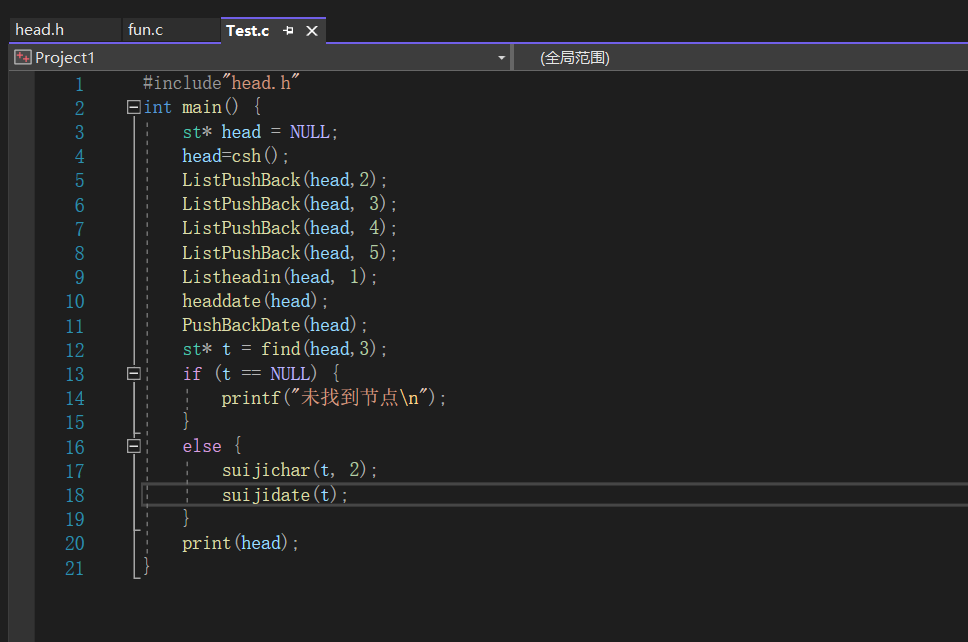 head.h fun.c Test.c
Project1 (全局范围)
1 #include"head.h"
2 int main() {
3 st* head = NULL;
4 head=csh();
5 ListPushBack(head,2);
6 ListPushBack(head, 3);
7 ListPushBack(head, 4);
8 ListPushBack(head, 5);
9 Listheadin(head, 1);
10 headdate(head);
11 PushBackDate(head);
12 st* t = find(head,3);
13 if (t == NULL) {
14 printf("未找到节点\n");
15 }
16 else {
17 suijichar(t, 2);
18 suijidate(t);
19 }
20 print(head);
21 }